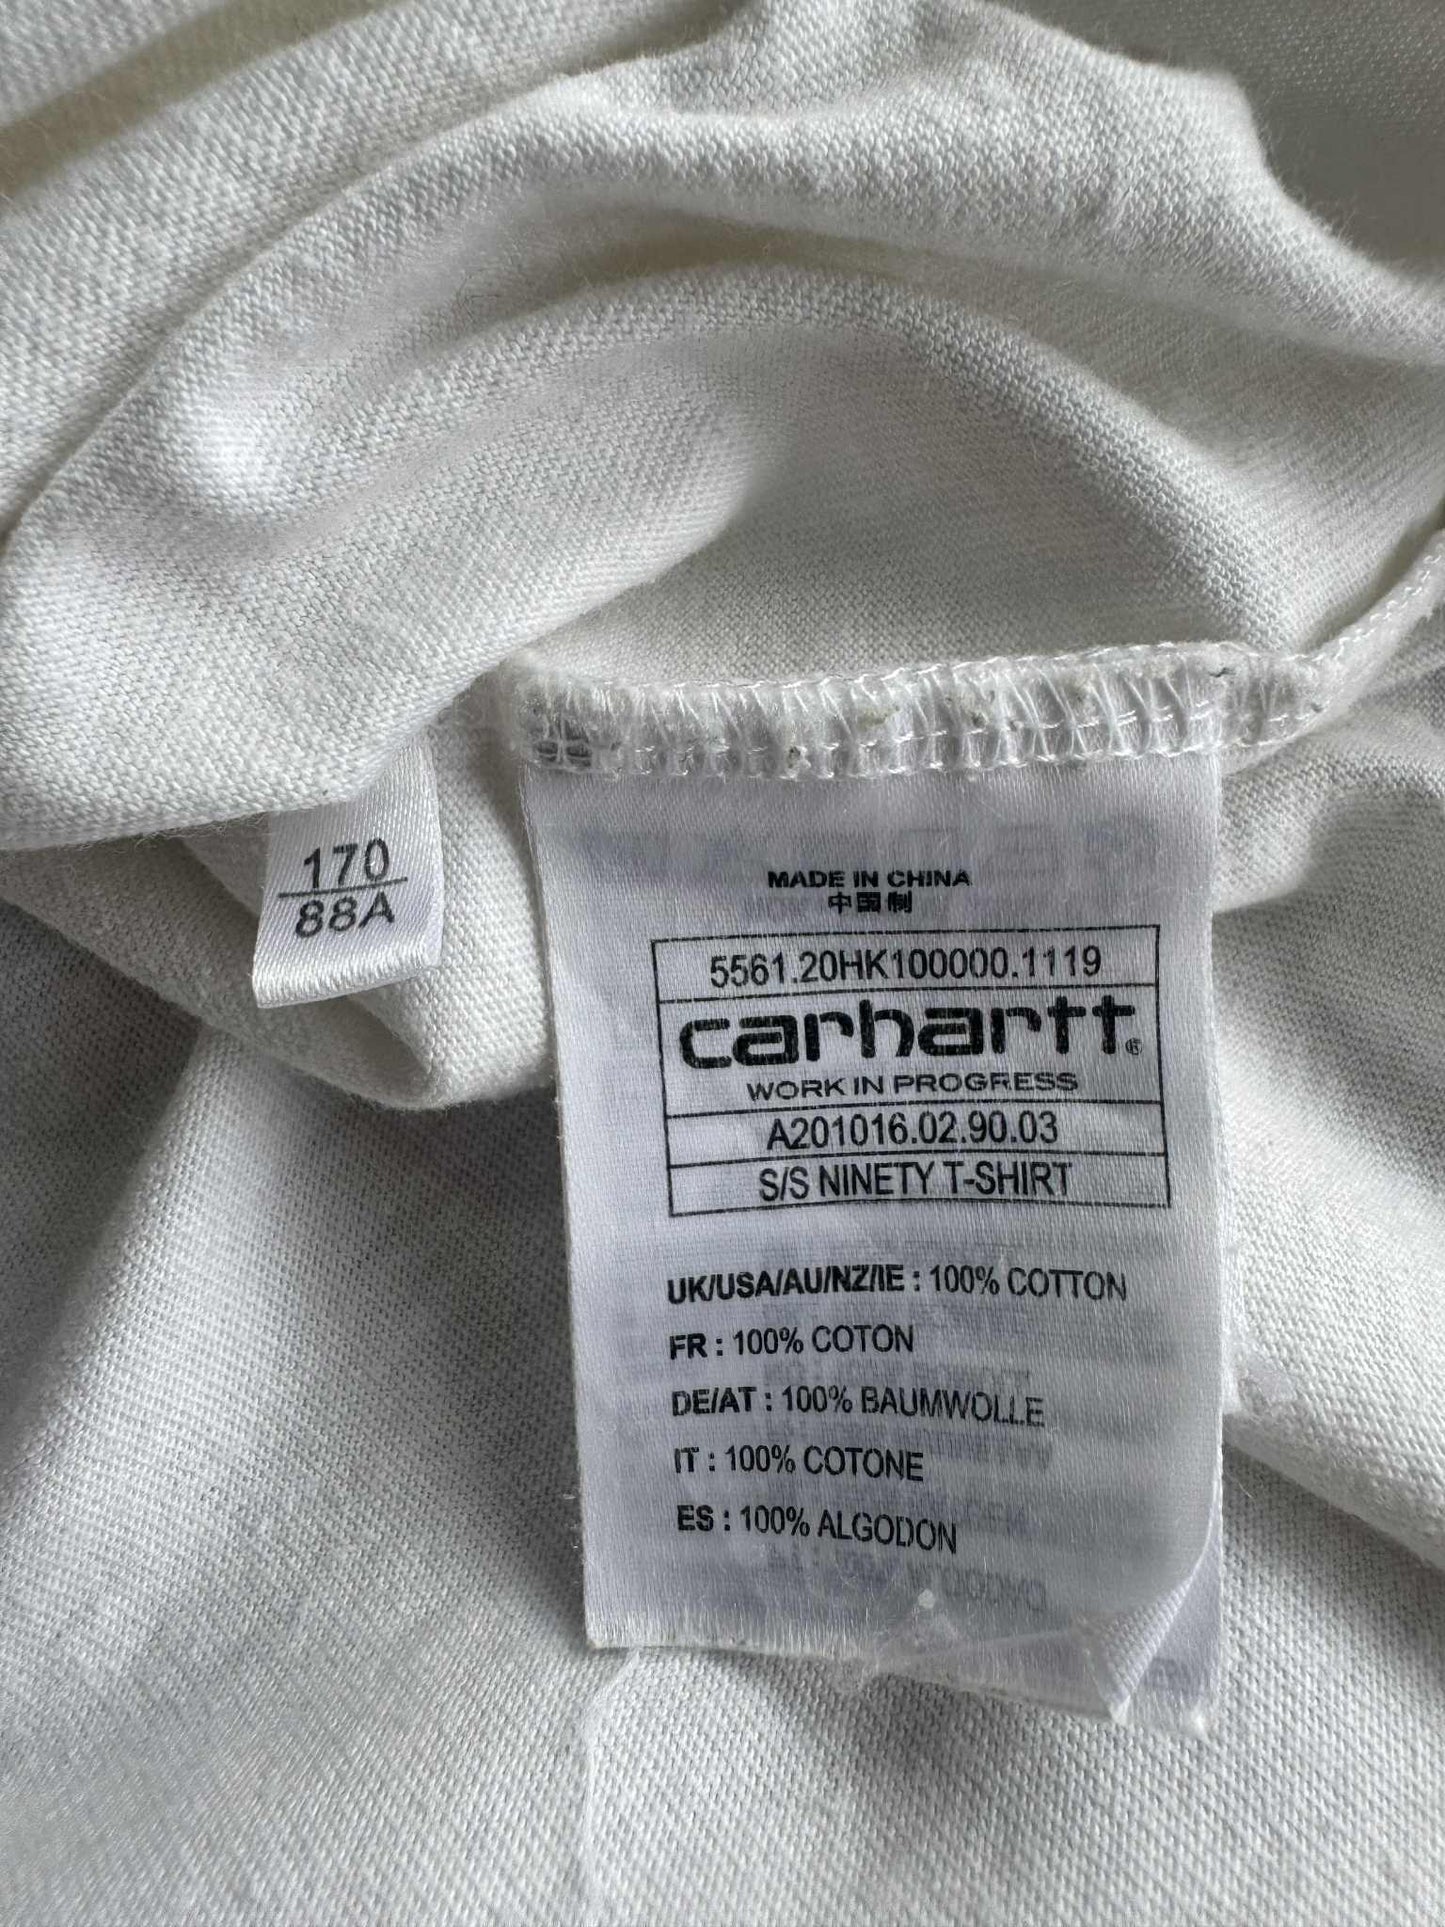 170
88A
MADE IN CHINA
中国制
5561.20HK100000.1119
carhartt®
WORK IN PROGRESS
A201016.02.90.03
S/S NINETY T-SHIRT
UK/USA/AU/NZ/IE : 100% COTTON
FR : 100% COTON
DE/AT : 100% BAUMWOLLE
IT : 100% COTONE
ES : 100% ALGODON